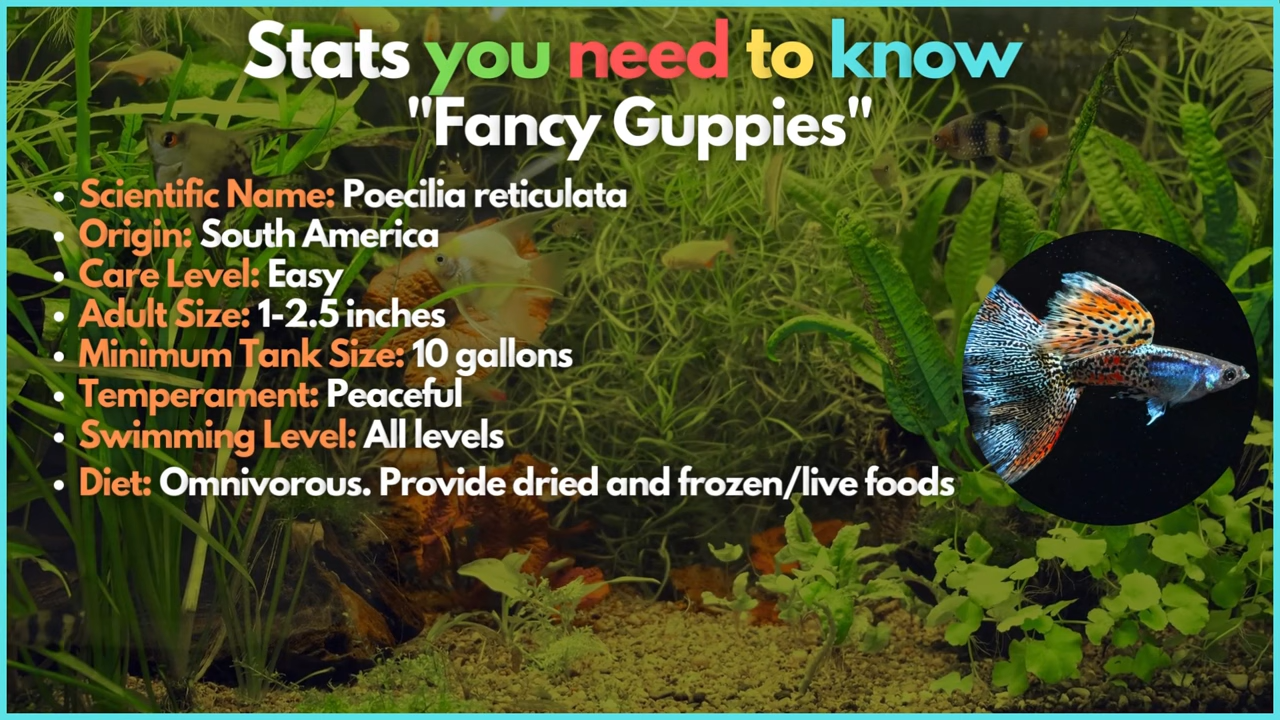 Stats you need to know
"Fancy Guppies"
• Scientific Name: Poecilia reticulata
• Origin: South America
• Care Level: Easy
• Adult Size: 1-2.5 inches
• Minimum Tank Size: 10 gallons
• Temperament: Peaceful
• Swimming Level: All levels
• Diet: Omnivorous. Provide dried and frozen/live foods